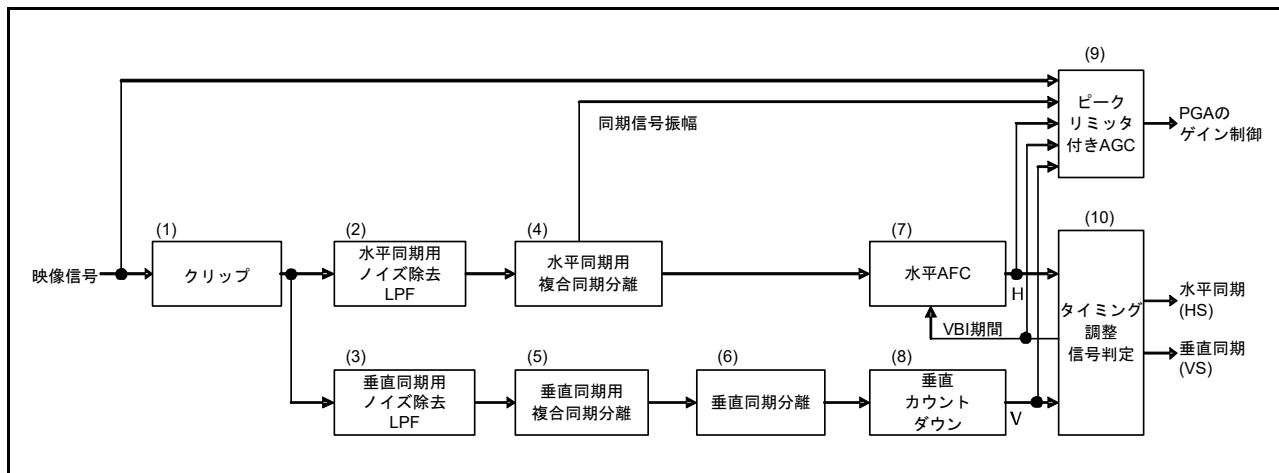 (9)
ピーク
リミッタ
付きAGC
PGAの
ゲイン制御
同期信号振幅
(1)
クリップ
(2)
水平同期用
ノイズ除去
LPF
(4)
水平同期用
複合同期分離
(7)
水平AFC
H
(10)
タイミング
調整
信号判定
映像信号
水平同期
(HS)
垂直同期
(VS)
VBI期間
(3)
垂直同期用
ノイズ除去
LPF
(5)
垂直同期用
複合同期分離
(6)
垂直同期分離
(8)
垂直
カウント
ダウン
V